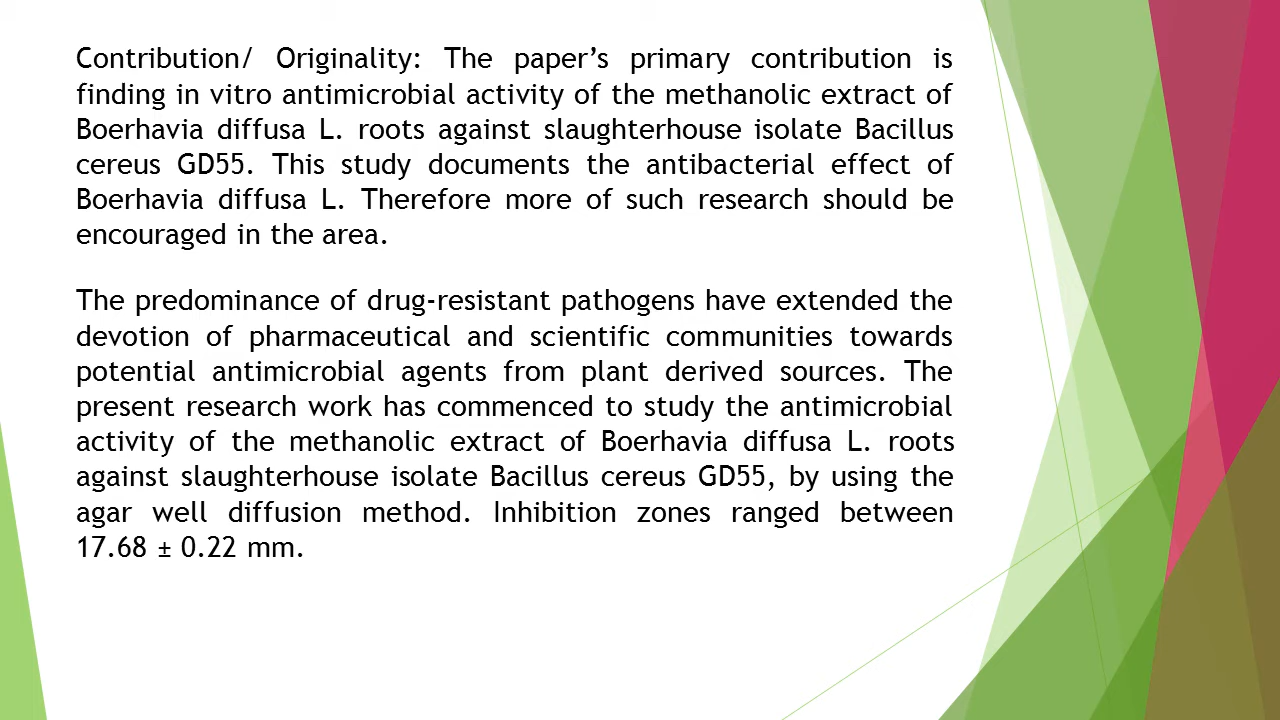 Contribution/ Originality: The paper’s primary contribution is
finding in vitro antimicrobial activity of the methanolic extract of
Boerhavia diffusa L. roots against slaughterhouse isolate Bacillus
cereus GD55. This study documents the antibacterial effect of
Boerhavia diffusa L. Therefore more of such research should be
encouraged in the area.
The predominance of drug-resistant pathogens have extended the
devotion of pharmaceutical and scientific communities towards
potential antimicrobial agents from plant derived sources. The
present research work has commenced to study the antimicrobial
activity of the methanolic extract of Boerhavia diffusa L. roots
against slaughterhouse isolate Bacillus cereus GD55, by using the
agar well diffusion method. Inhibition zones ranged between
17.68 ± 0.22 mm.